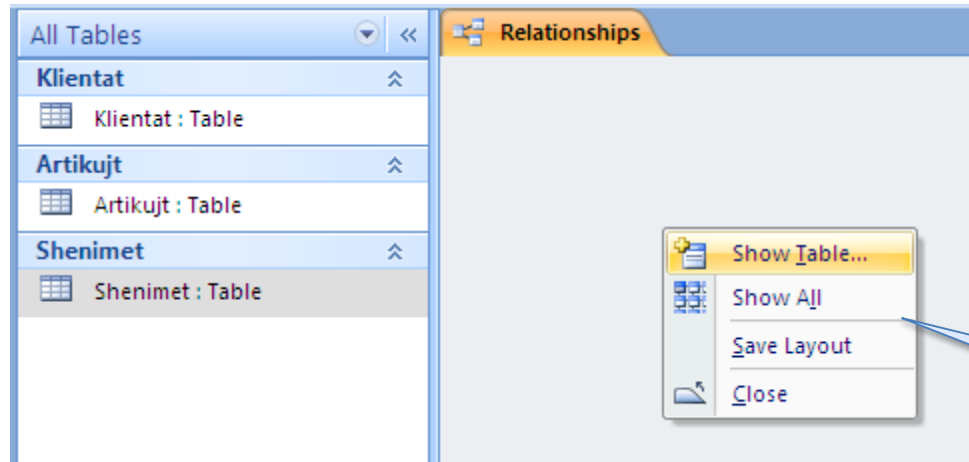 All Tables
Relationships
Klientat
Klientat : Table
Artikujt
Artikujt : Table
Shenimet
Shenimet : Table
Show Table...
Show All
Save Layout
Close